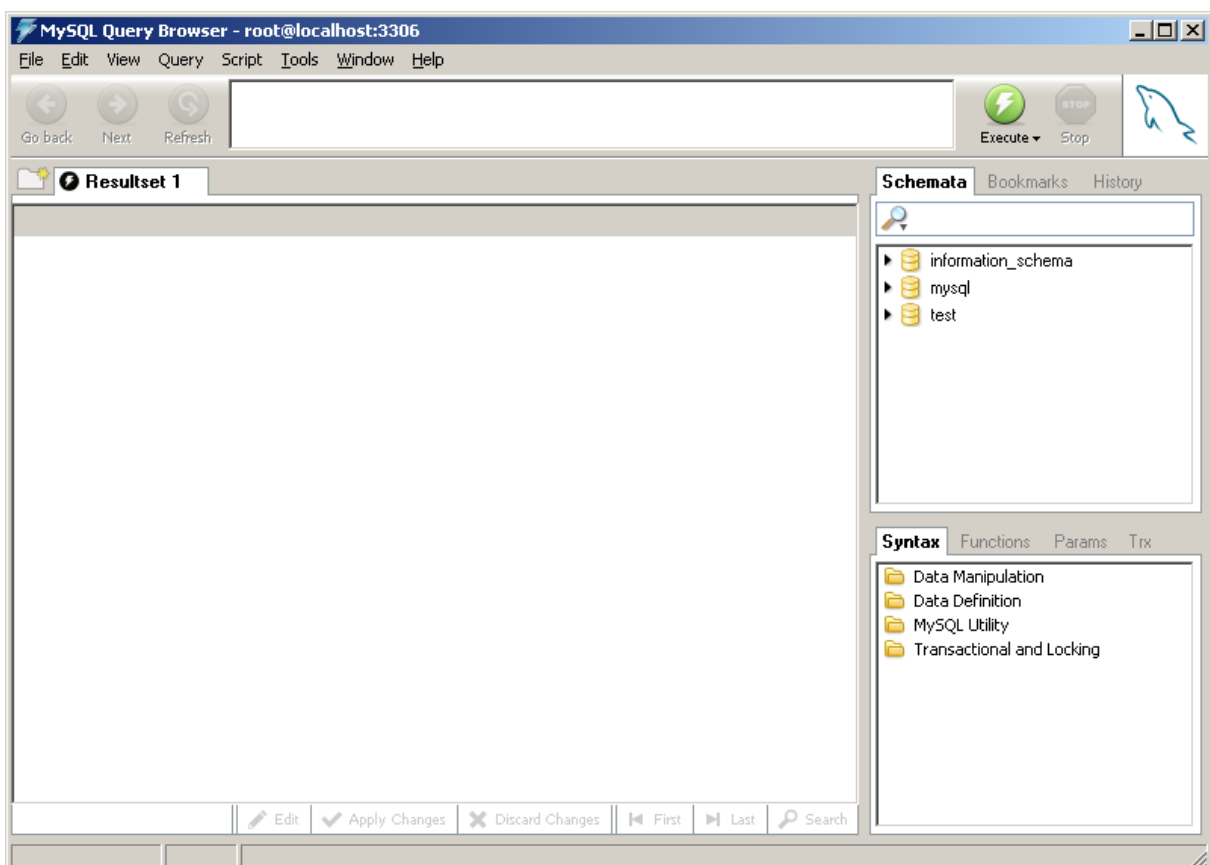 MySQL Query Browser - root@localhost:3306
File Edit View Query Script Tools Window Help
Go back Next Refresh Execute STOP Stop
Resultset 1
Schemata Bookmarks History
information_schema
mysql
test
Syntax Functions Params Trx
Data Manipulation
Data Definition
MySQL Utility
Transactional and Locking
Edit Apply Changes Discard Changes First Last Search